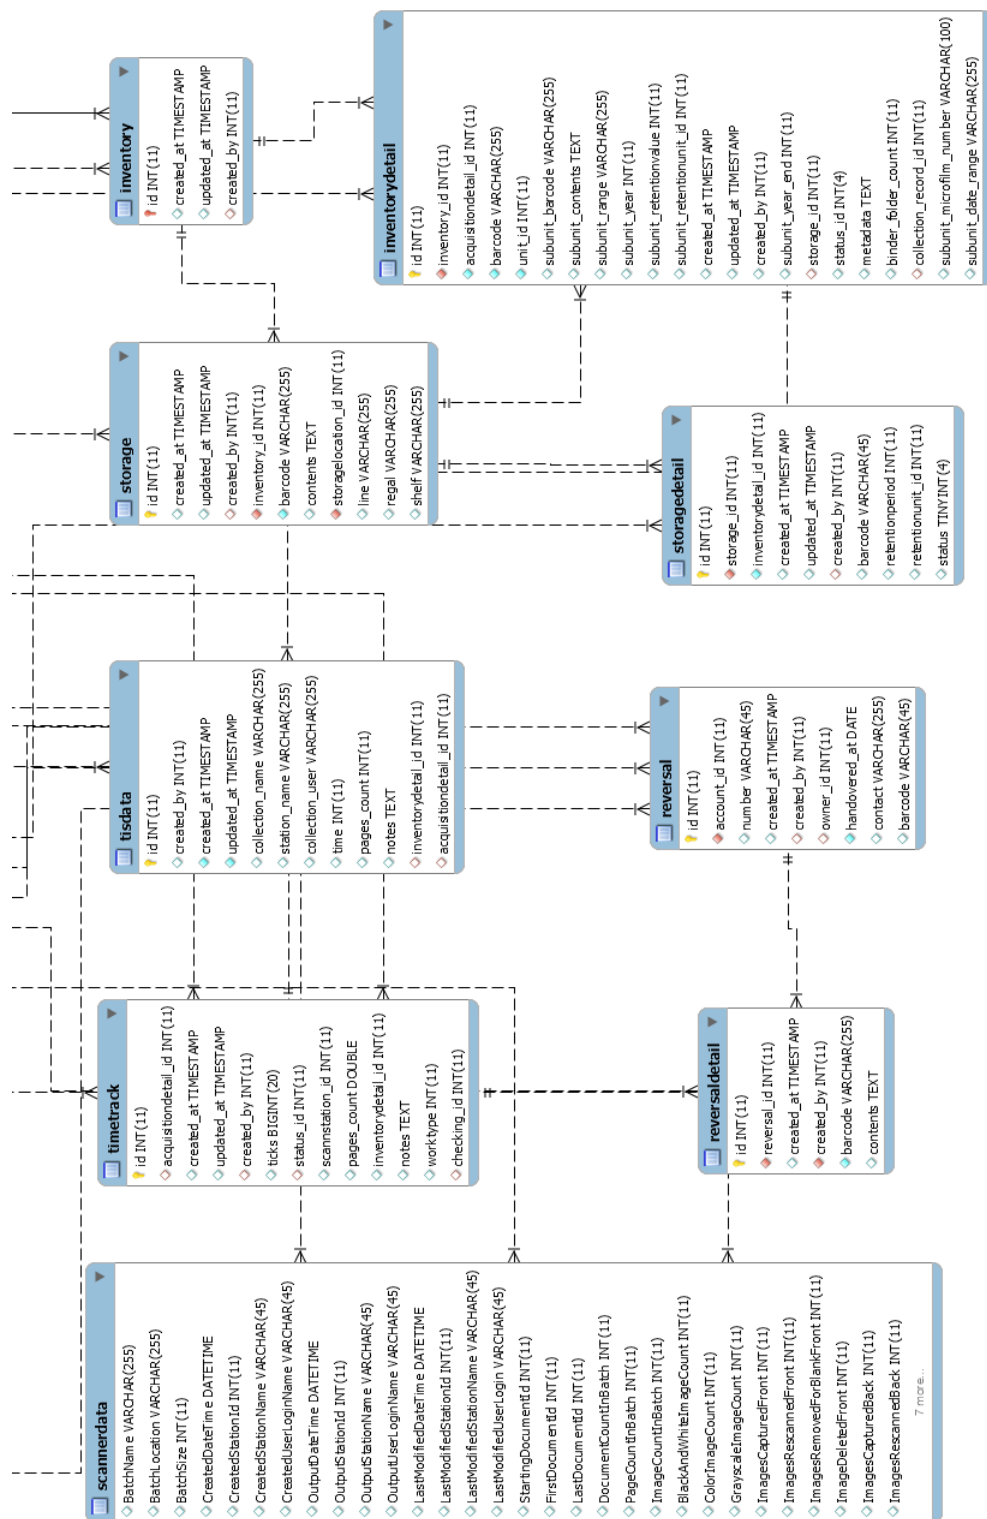 scannerdata
BatchName VARCHAR(255)
BatchLocation VARCHAR(255)
BatchSize INT(11)
CreatedDateTime DATETIME
CreatedStationId INT(11)
CreatedStationName VARCHAR(45)
CreatedUserLoginName VARCHAR(45)
OutputDateTime DATETIME
OutputStationId INT(11)
OutputStationName VARCHAR(45)
OutputUserLoginName VARCHAR(45)
LastModifiedDateTime DATETIME
LastModifiedStationId INT(11)
LastModifiedStationName VARCHAR(45)
LastModifiedUserLogin VARCHAR(45)
StartingDocumentId INT(11)
FirstDocumentId INT(11)
LastDocumentId INT(11)
DocumentCountInBatch INT(11)
PageCountInBatch INT(11)
ImageCountInBatch INT(11)
BlackAndWhiteImageCount INT(11)
ColorImageCount INT(11)
GrayscaleImageCount INT(11)
ImagesCapturedFront INT(11)
ImagesRescannedFront INT(11)
ImagesRemovedForBlankFront INT(11)
ImageDeletedFront INT(11)
ImagesCapturedBack INT(11)
ImagesRescannedBack INT(11)
7 more...
timetrack
id INT(11)
acquisitiondetail_id INT(11)
created_at TIMESTAMP
updated_at TIMESTAMP
created_by INT(11)
ticks BIGINT(20)
status_id INT(11)
scannstation_id INT(11)
pages_count DOUBLE
inventorydetail_id INT(11)
notes TEXT
worktype INT(11)
checking_id INT(11)
reversaldetail
id INT(11)
reversal_id INT(11)
created_at TIMESTAMP
created_by INT(11)
barcode VARCHAR(255)
contents TEXT
tisdata
id INT(11)
created_by INT(11)
created_at TIMESTAMP
updated_at TIMESTAMP
collection_name VARCHAR(255)
station_name VARCHAR(255)
collection_user VARCHAR(255)
time INT(11)
pages_count INT(11)
notes TEXT
inventorydetail_id INT(11)
acquisitiondetail_id INT(11)
reversal
id INT(11)
account_id INT(11)
number VARCHAR(45)
created_at TIMESTAMP
created_by INT(11)
owner_id INT(11)
handovered_at DATE
contact VARCHAR(255)
barcode VARCHAR(45)
storage
id INT(11)
created_at TIMESTAMP
updated_at TIMESTAMP
created_by INT(11)
inventory_id INT(11)
barcode VARCHAR(255)
contents TEXT
storagelocation_id INT(11)
line VARCHAR(255)
regal VARCHAR(255)
shelf VARCHAR(255)
storagedetail
id INT(11)
storage_id INT(11)
inventorydetail_id INT(11)
created_at TIMESTAMP
updated_at TIMESTAMP
created_by INT(11)
barcode VARCHAR(45)
retentionperiod INT(11)
retentionunit_id INT(11)
status TINYINT(4)
inventory
id INT(11)
created_at TIMESTAMP
updated_at TIMESTAMP
created_by INT(11)
inventorydetail
id INT(11)
inventory_id INT(11)
acquisitiondetail_id INT(11)
barcode VARCHAR(255)
unit_id INT(11)
subunit_barcode VARCHAR(255)
subunit_contents TEXT
subunit_range VARCHAR(255)
subunit_year INT(11)
subunit_retentionvalue INT(11)
subunit_retentionunit_id INT(11)
created_at TIMESTAMP
updated_at TIMESTAMP
created_by INT(11)
subunit_year_end INT(11)
storage_id INT(11)
status_id INT(4)
metadata TEXT
binder_folder_count INT(11)
collection_record_id INT(11)
subunit_microfilm_number VARCHAR(100)
subunit_date_range VARCHAR(255)